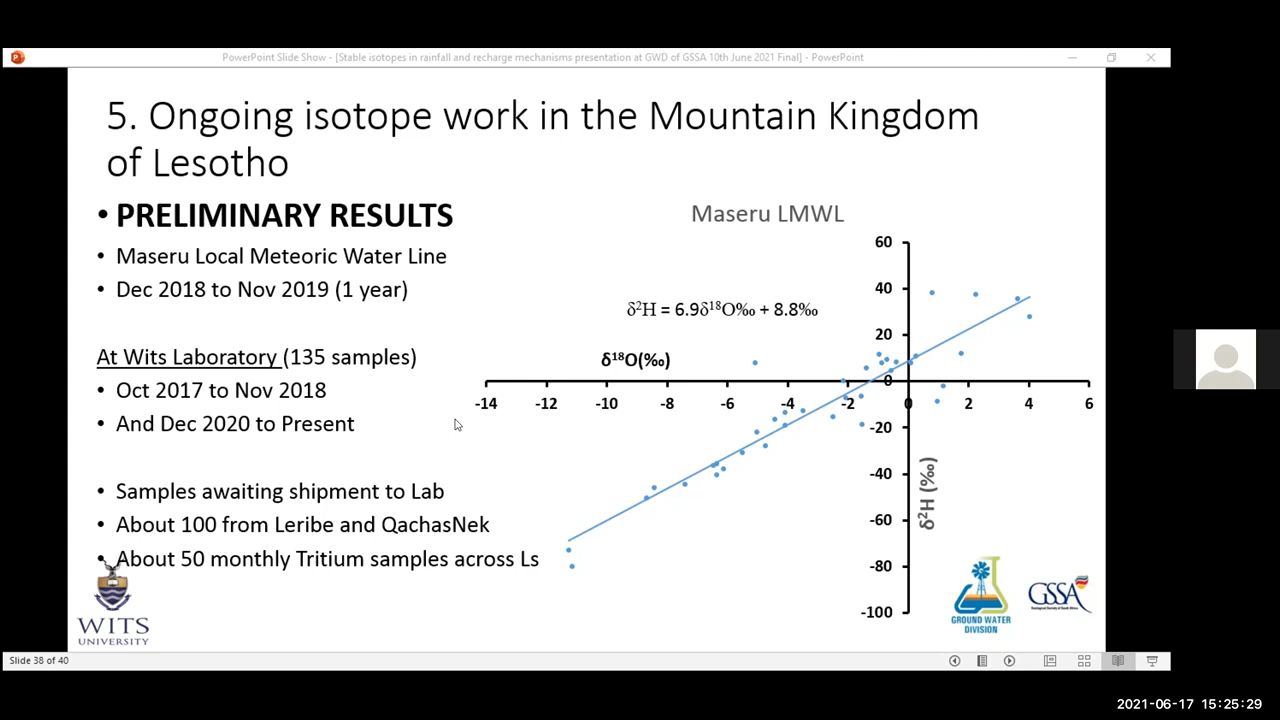 PowerPoint Slide Show - [Stable isotopes in rainfall and recharge mechanisms presentation at GWD of GSSA 10th June 2021 Final] - PowerPoint
5. Ongoing isotope work in the Mountain Kingdom
of Lesotho
• PRELIMINARY RESULTS
• Maseru Local Meteoric Water Line
• Dec 2018 to Nov 2019 (1 year)
At Wits Laboratory (135 samples)
• Oct 2017 to Nov 2018
• And Dec 2020 to Present
• Samples awaiting shipment to Lab
• About 100 from Leribe and QachasNek
• About 50 monthly Tritium samples across Ls
Maseru LMWL
δ²H = 6.9δ¹⁸O‰ + 8.8‰
δ¹⁸O(‰)
60
40
20
0
-20
-40
-60
-80
-100
-14 -12 -10 -8 -6 -4 -2 0 2 4 6
δ²H (‰)
WITS
UNIVERSITY
GROUND WATER
DIVISION
GSSA
Slide 38 of 40
2021-06-17 15:25:29